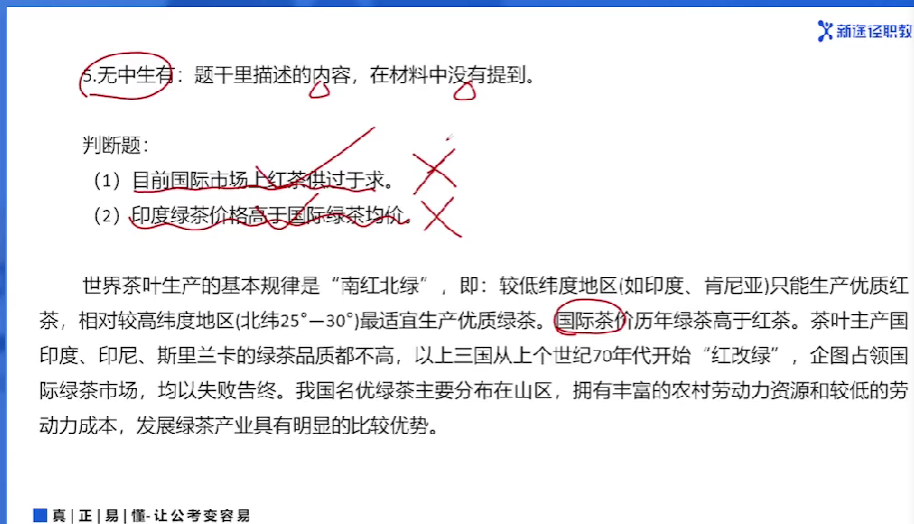 新途径职教
5.无中生有：题干里描述的内容，在材料中没有提到。
判断题：
（1）目前国际市场上红茶供过于求。
（2）印度绿茶价格高于国际绿茶均价。
世界茶叶生产的基本规律是“南红北绿”，即：较低纬度地区(如印度、肯尼亚)只能生产优质红
茶，相对较高纬度地区(北纬25°—30°)最适宜生产优质绿茶。国际茶价历年绿茶高于红茶。茶叶主产国
印度、印尼、斯里兰卡的绿茶品质都不高，以上三国从上个世纪70年代开始“红改绿”，企图占领国
际绿茶市场，均以失败告终。我国名优绿茶主要分布在山区，拥有丰富的农村劳动力资源和较低的劳
动力成本，发展绿茶产业具有明显的比较优势。
真|正|易|懂-让公考变容易